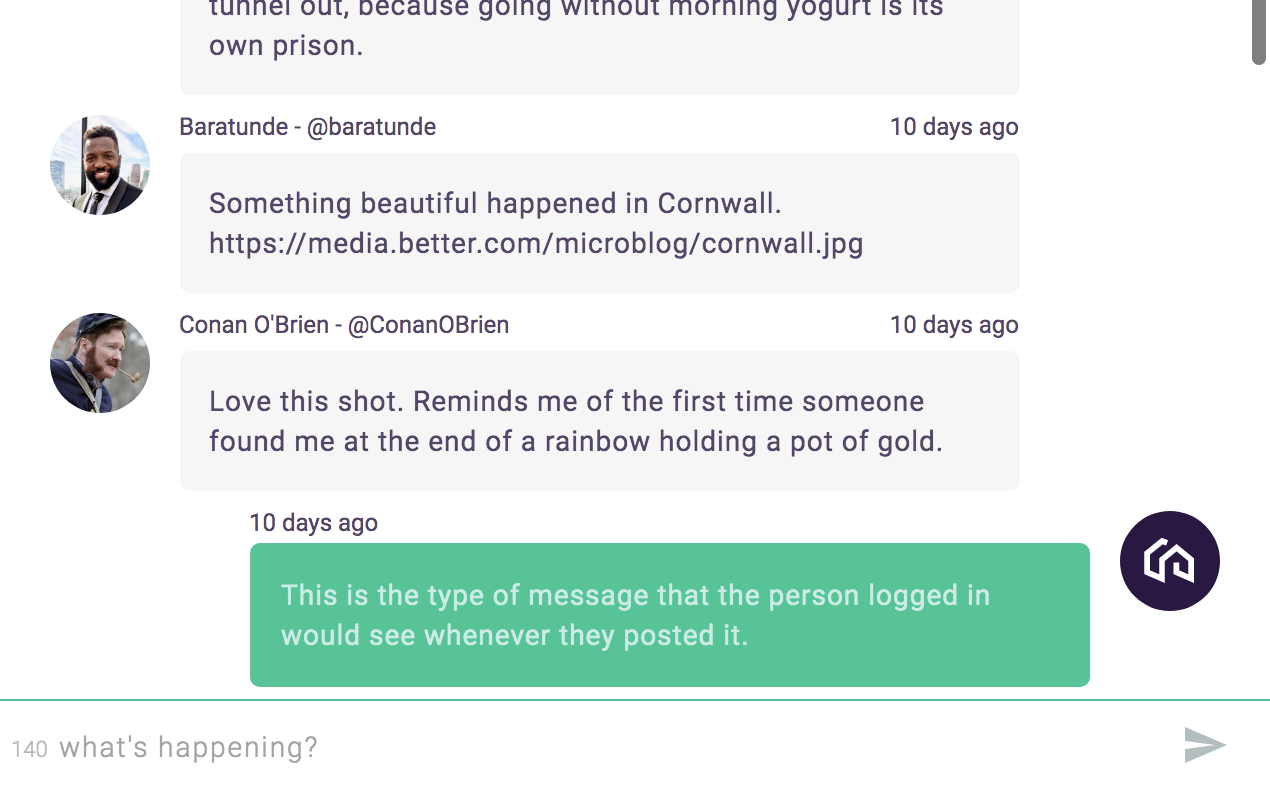 tunnel out, because going without morning yogurt is its
own prison.
Baratunde - @baratunde 10 days ago
Something beautiful happened in Cornwall.
https://media.better.com/microblog/cornwall.jpg
Conan O'Brien - @ConanOBrien 10 days ago
Love this shot. Reminds me of the first time someone
found me at the end of a rainbow holding a pot of gold.
10 days ago
This is the type of message that the person logged in
would see whenever they posted it.
140 what's happening?